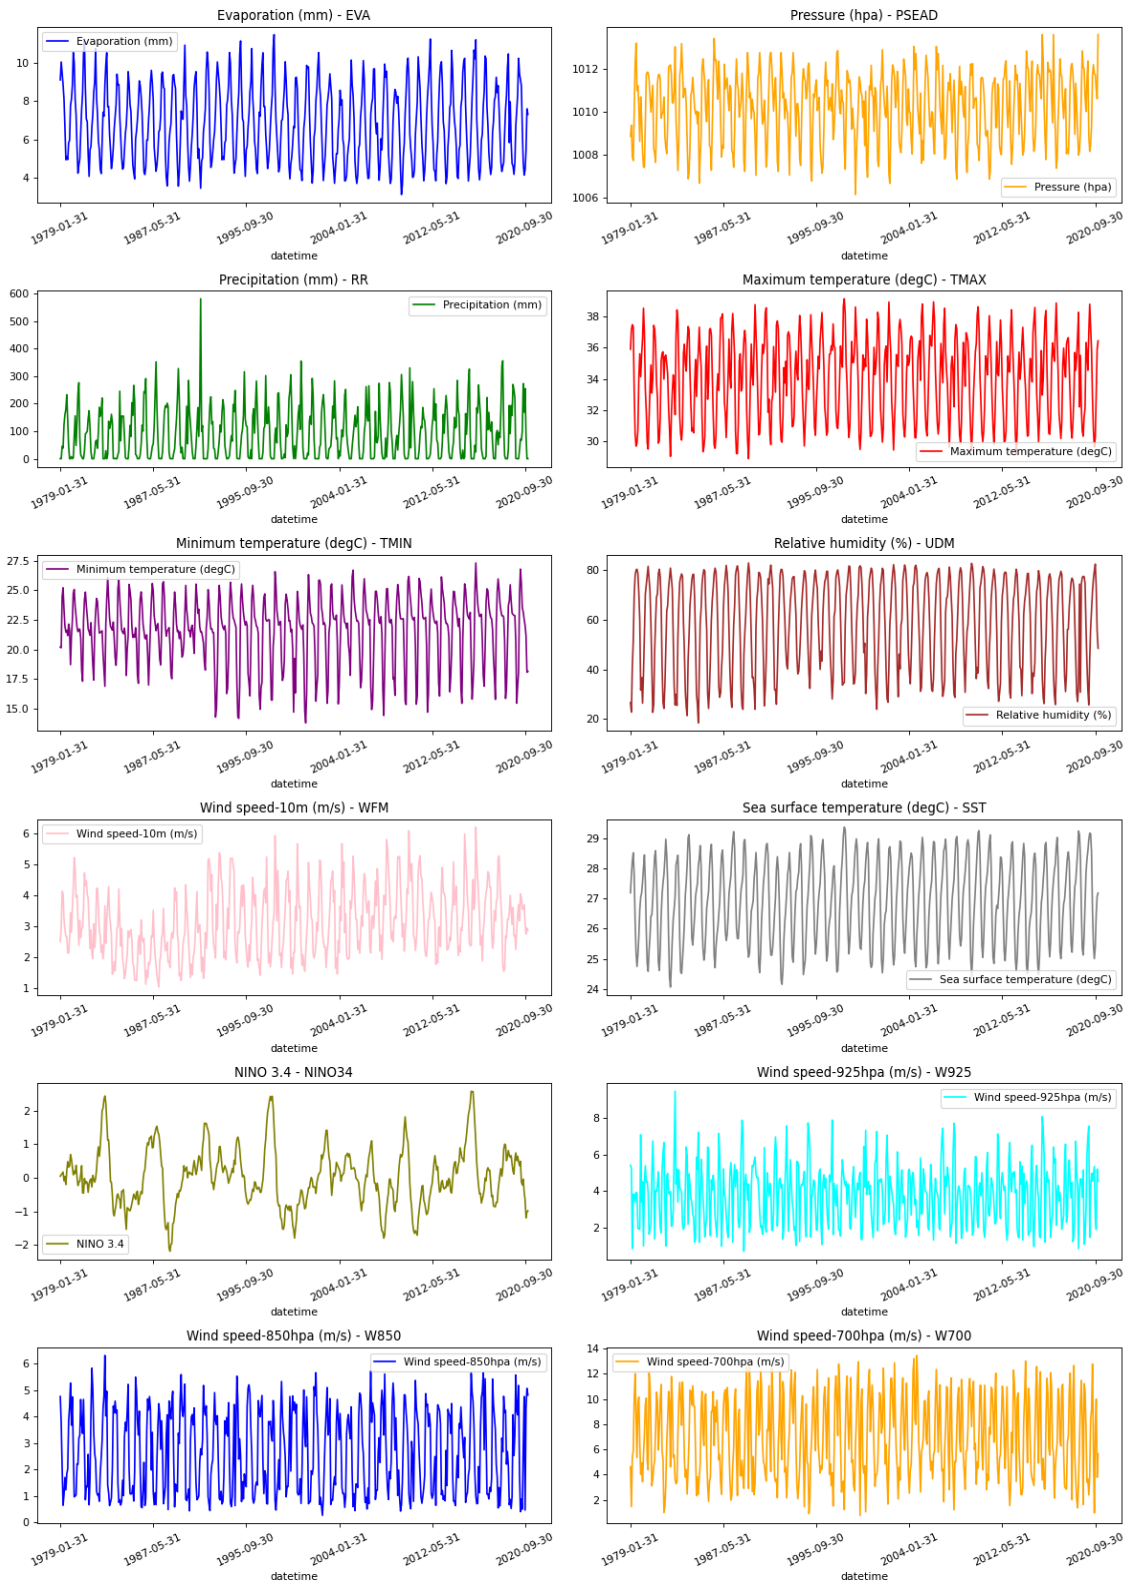 Evaporation (mm) - EVA
Evaporation (mm)
10
8
6
4
1979-01-31 1987-05-31 1995-09-30 2004-01-31 2012-05-31 2020-09-30
datetime
Pressure (hpa) - PSEAD
1012
1010
1008
1006
Pressure (hpa)
1979-01-31 1987-05-31 1995-09-30 2004-01-31 2012-05-31 2020-09-30
datetime
Precipitation (mm) - RR
600
Precipitation (mm)
500
400
300
200
100
0
1979-01-31 1987-05-31 1995-09-30 2004-01-31 2012-05-31 2020-09-30
datetime
Maximum temperature (degC) - TMAX
38
36
34
32
30
Maximum temperature (degC)
1979-01-31 1987-05-31 1995-09-30 2004-01-31 2012-05-31 2020-09-30
datetime
Minimum temperature (degC) - TMIN
27.5
Minimum temperature (degC)
25.0
22.5
20.0
17.5
15.0
1979-01-31 1987-05-31 1995-09-30 2004-01-31 2012-05-31 2020-09-30
datetime
Relative humidity (%) - UDM
80
60
40
20
Relative humidity (%)
1979-01-31 1987-05-31 1995-09-30 2004-01-31 2012-05-31 2020-09-30
datetime
Wind speed-10m (m/s) - WFM
Wind speed-10m (m/s)
6
5
4
3
2
1
1979-01-31 1987-05-31 1995-09-30 2004-01-31 2012-05-31 2020-09-30
datetime
Sea surface temperature (degC) - SST
29
28
27
26
25
24
Sea surface temperature (degC)
1979-01-31 1987-05-31 1995-09-30 2004-01-31 2012-05-31 2020-09-30
datetime
NINO 3.4 - NINO34
2
1
0
−1
−2
NINO 3.4
1979-01-31 1987-05-31 1995-09-30 2004-01-31 2012-05-31 2020-09-30
datetime
Wind speed-925hpa (m/s) - W925
Wind speed-925hpa (m/s)
8
6
4
2
1979-01-31 1987-05-31 1995-09-30 2004-01-31 2012-05-31 2020-09-30
datetime
Wind speed-850hpa (m/s) - W850
Wind speed-850hpa (m/s)
6
5
4
3
2
1
0
1979-01-31 1987-05-31 1995-09-30 2004-01-31 2012-05-31 2020-09-30
datetime
Wind speed-700hpa (m/s) - W700
14
Wind speed-700hpa (m/s)
12
10
8
6
4
2
1979-01-31 1987-05-31 1995-09-30 2004-01-31 2012-05-31 2020-09-30
datetime